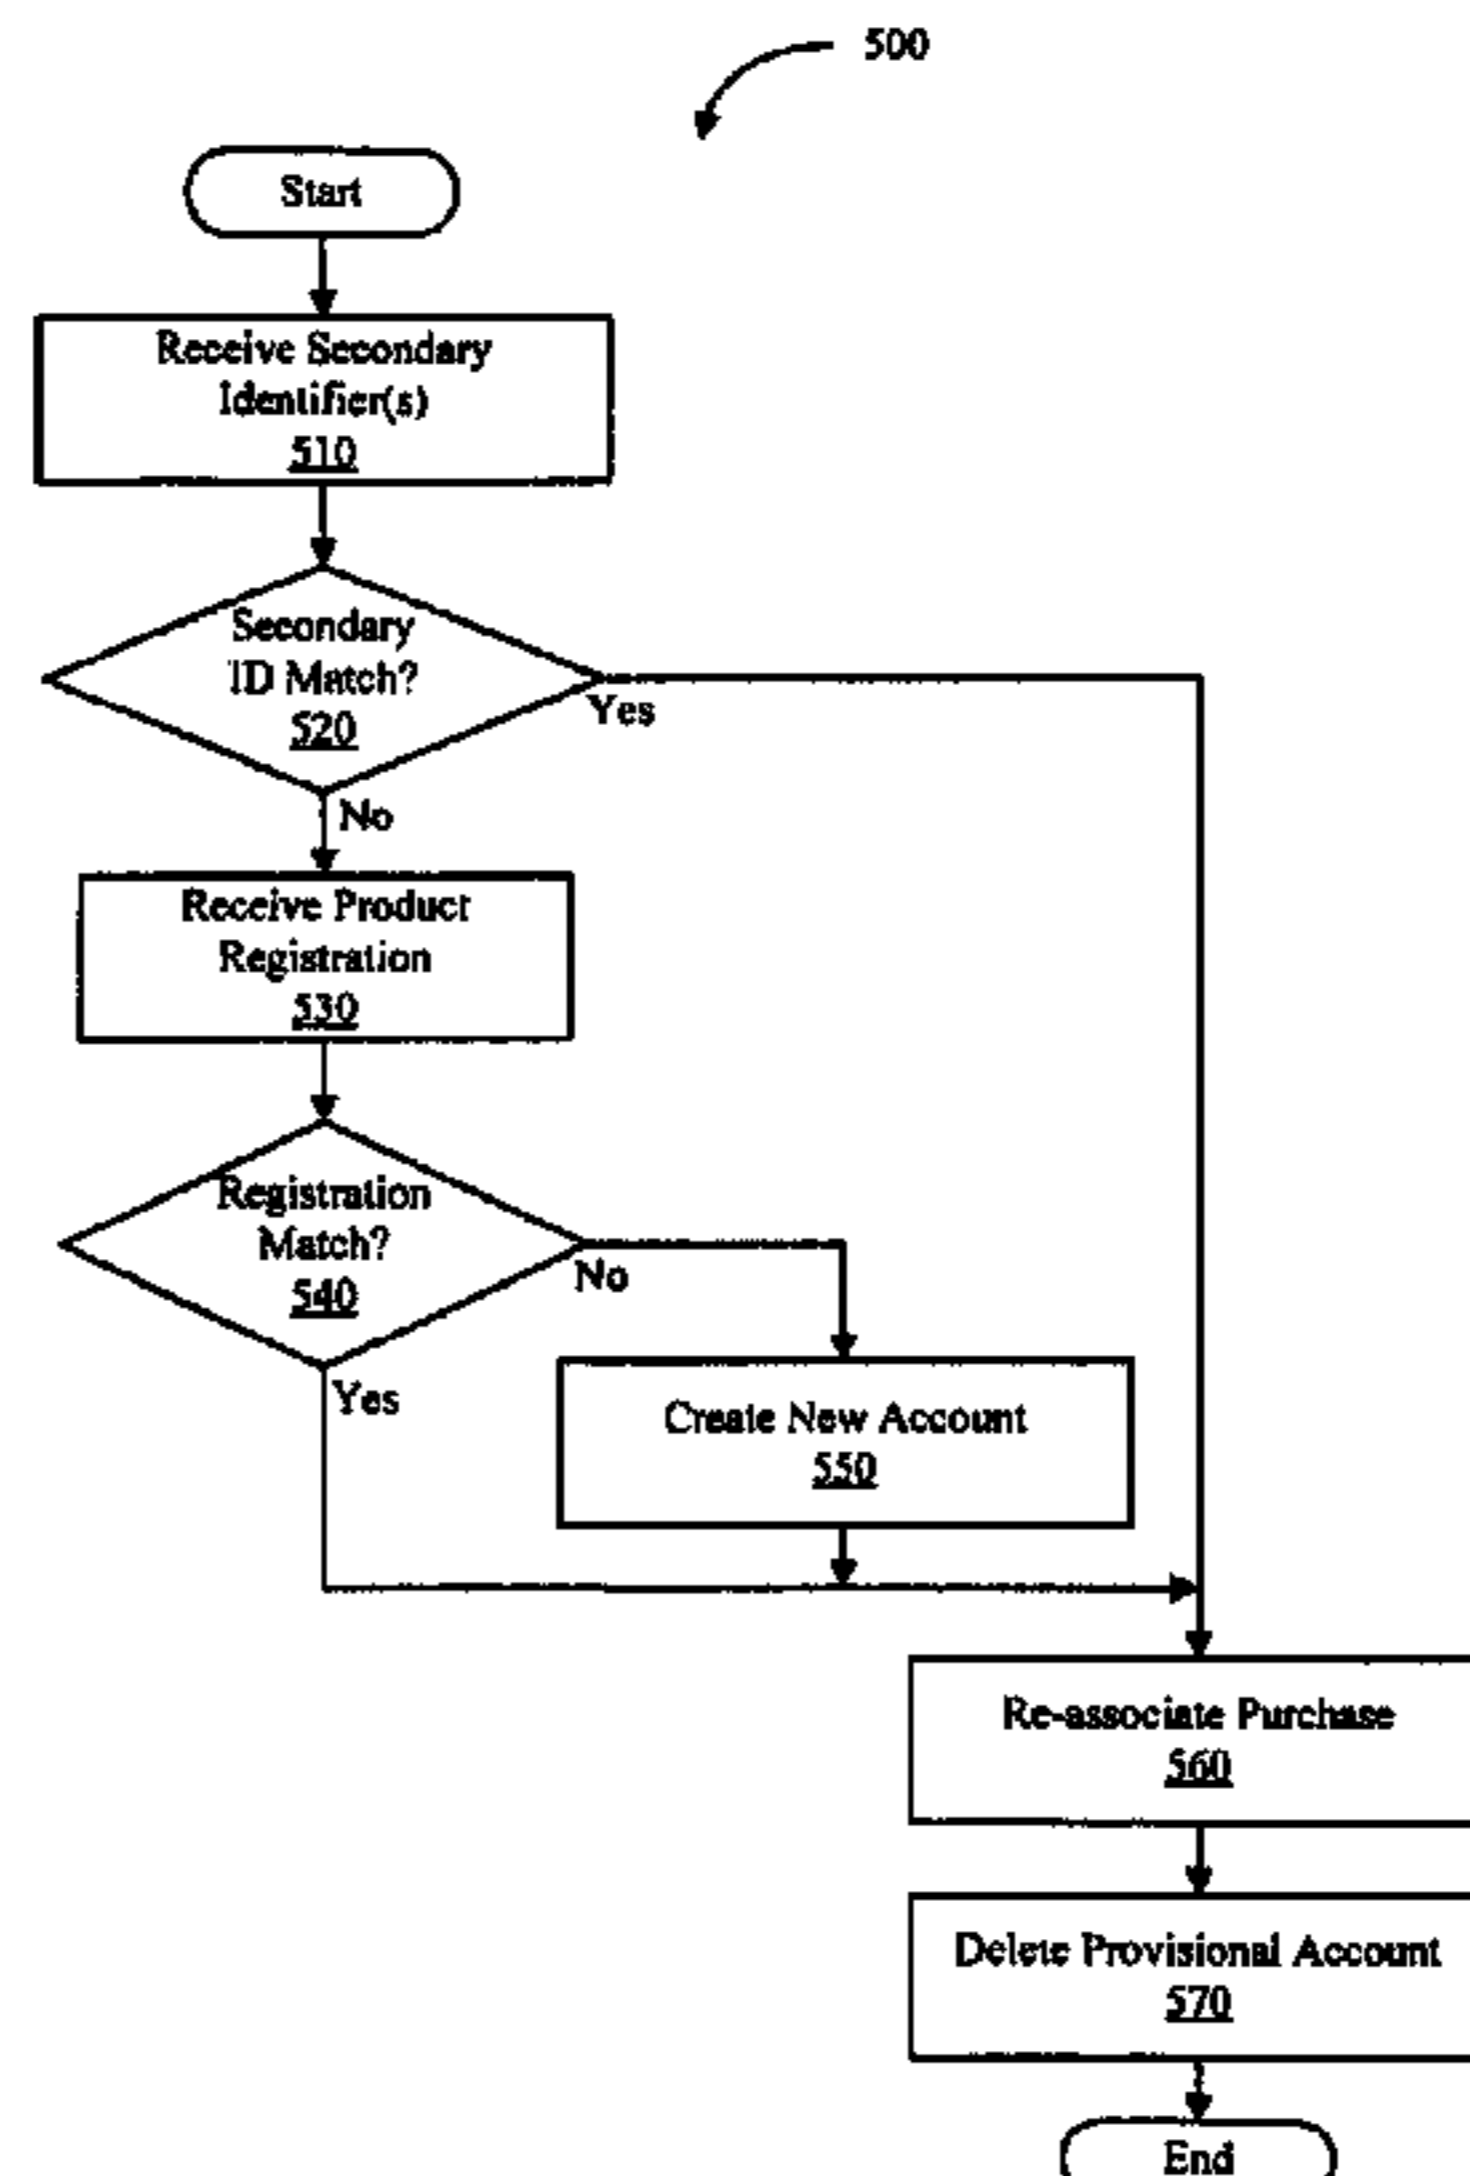 500
Start
Receive Secondary
Identifier(s)
510
Secondary
ID Match?
520
Yes
No
Receive Product
Registration
530
Registration
Match?
540
No
Yes
Create New Account
550
Re-associate Purchase
560
Delete Provisional Account
570
End